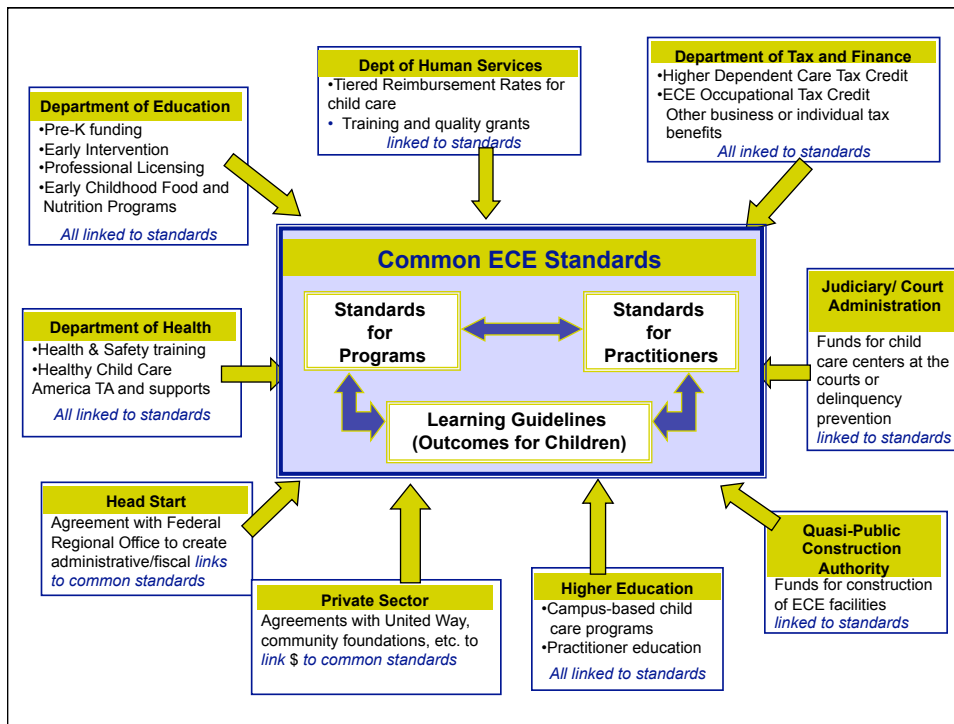 Dept of Human Services
•Tiered Reimbursement Rates for
child care
• Training and quality grants
linked to standards
Department of Tax and Finance
•Higher Dependent Care Tax Credit
•ECE Occupational Tax Credit
Other business or individual tax
benefits
All inked to standards
Department of Education
•Pre-K funding
•Early Intervention
•Professional Licensing
•Early Childhood Food and
Nutrition Programs
All linked to standards
Common ECE Standards
Standards
for
Programs
Standards
for
Practitioners
Learning Guidelines
(Outcomes for Children)
Judiciary/ Court
Administration
Funds for child
care centers at the
courts or
delinquency
prevention
linked to standards
Department of Health
•Health & Safety training
•Healthy Child Care
America TA and supports
All linked to standards
Head Start
Agreement with Federal
Regional Office to create
administrative/fiscal links
to common standards
Private Sector
Agreements with United Way,
community foundations, etc. to
link $ to common standards
Higher Education
•Campus-based child
care programs
•Practitioner education
All linked to standards
Quasi-Public
Construction
Authority
Funds for construction
of ECE facilities
linked to standards